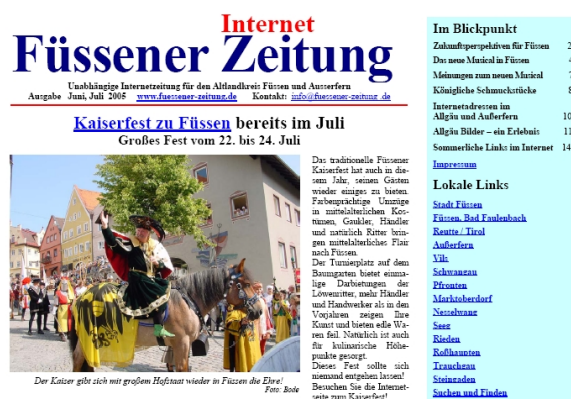 Internet
Füssener Zeitung
Unabhängige Internetzeitung für den Altlandkreis Füssen und Ausserfern
Ausgabe Juni, Juli 2005 www.fuessener-zeitung.de Kontakt: info@fuessener-zeitung .de
Kaiserfest zu Füssen bereits im Juli
Großes Fest vom 22. bis 24. Juli
Das traditionelle Füssener
Kaiserfest hat auch in die-
sem Jahr, seinen Gästen
wieder einiges zu bieten.
Farbenprächtige Umzüge
in mittelalterlichen Kos-
tümen, Gaukler, Händler
und natürlich Ritter brin-
gen mittelalterliches Flair
nach Füssen.
Der Turnierplatz auf dem
Baumgarten bietet einma-
lige Darbietungen der
Löwenritter, mehr Händler
und Handwerker als in den
Vorjahren zeigen Ihre
Kunst und bieten edle Wa-
ren feil. Natürlich ist auch
für kulinarische Höhe-
punkte gesorgt.
Dieses Fest sollte sich
niemand entgehen lassen!
Besuchen Sie die Internet-
seite zum Kaiserfest!
Der Kaiser gibt sich mit großem Hofstaat wieder in Füssen die Ehre!
Foto: Bode
Im Blickpunkt
Zukunftsperspektiven für Füssen 2
Das neue Musical in Füssen 4
Meinungen zum neuen Musical 7
Königliche Schmuckstücke 8
Internetadressen im
Allgäu und Außerfern 10
Allgäu Bilder – ein Erlebnis 11
Sommerliche Links im Internet 14
Impressum
Lokale Links
Stadt Füssen
Füssen, Bad Faulenbach
Reutte / Tirol
Außerfern
Vils
Schwangau
Pfronten
Marktoberdorf
Nesselwang
Seeg
Rieden
Roßhaupten
Trauchgau
Steingaden
Suchen und Finden